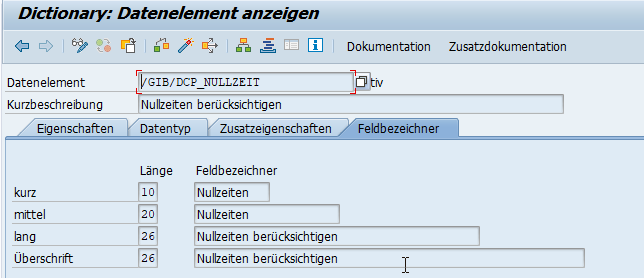 Dictionary: Datenelement anzeigen
Dokumentation Zusatzdokumentation
Datenelement /GIB/DCP_NULLZEIT tiv
Kurzbeschreibung Nullzeiten berücksichtigen
Eigenschaften Datentyp Zusatzeigenschaften Feldbezeichner
Länge Feldbezeichner
kurz 10 Nullzeiten
mittel 20 Nullzeiten
lang 26 Nullzeiten berücksichtigen
Überschrift 26 Nullzeiten berücksichtigen